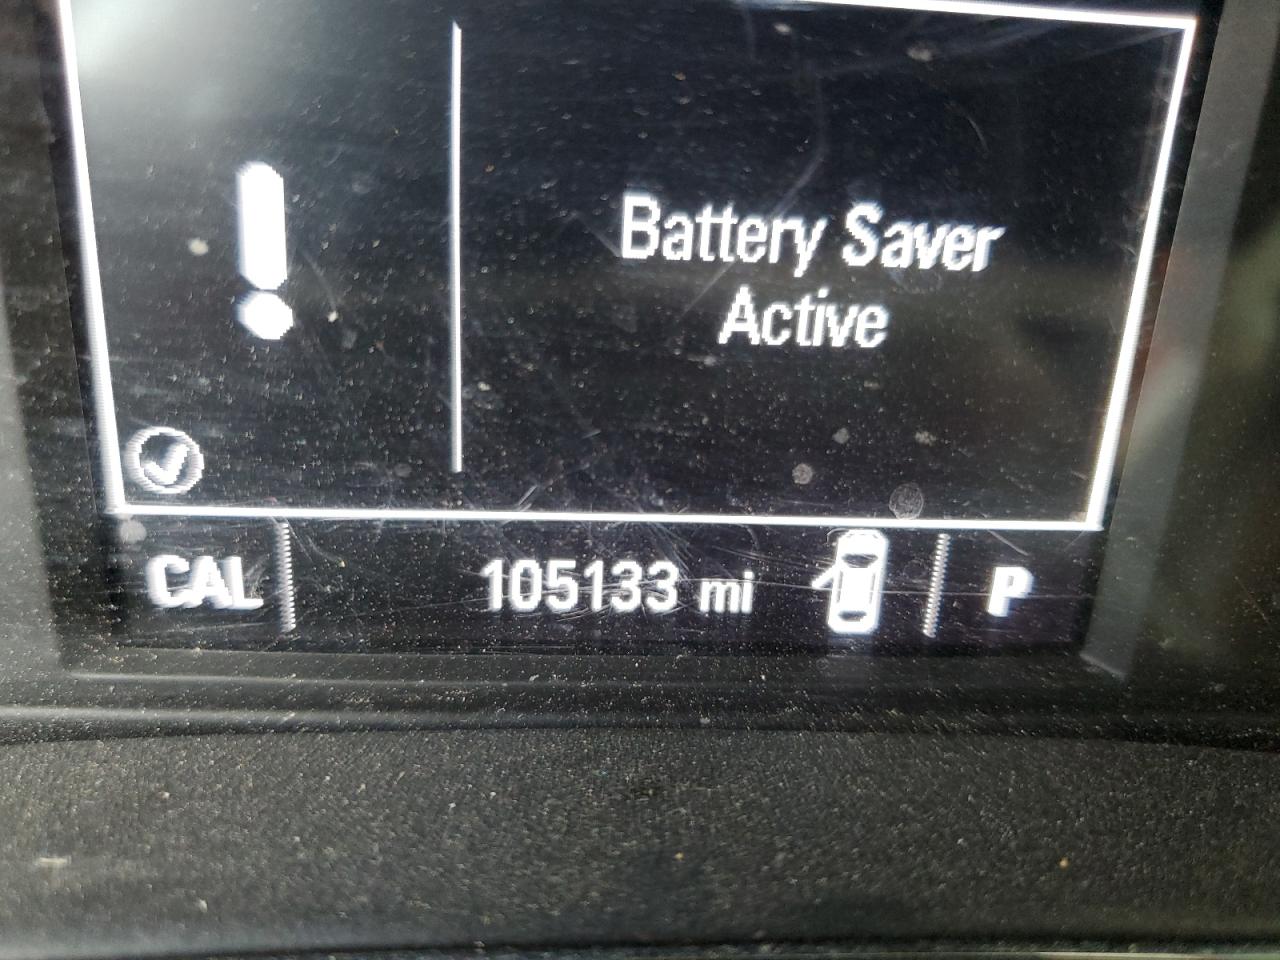 Battery Saver
Active
CAL 105133 mi P